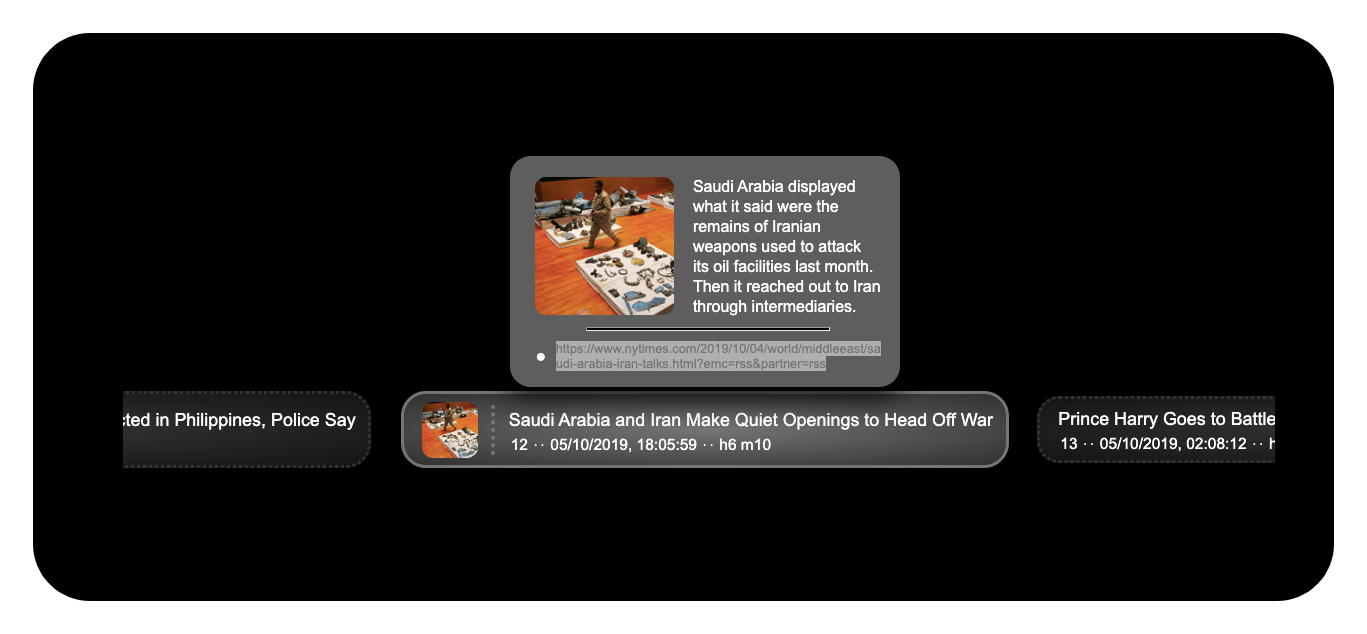 Saudi Arabia displayed
what it said were the
remains of Iranian
weapons used to attack
its oil facilities last month.
Then it reached out to Iran
through intermediaries.
https://www.nytimes.com/2019/10/04/world/middleeast/sa
udi-arabia-iran-talks.html?emc=rss&partner=rss
cted in Philippines, Police Say
Saudi Arabia and Iran Make Quiet Openings to Head Off War
12 ·· 05/10/2019, 18:05:59 ·· h6 m10
Prince Harry Goes to Battle
13 ·· 05/10/2019, 02:08:12 ·· h